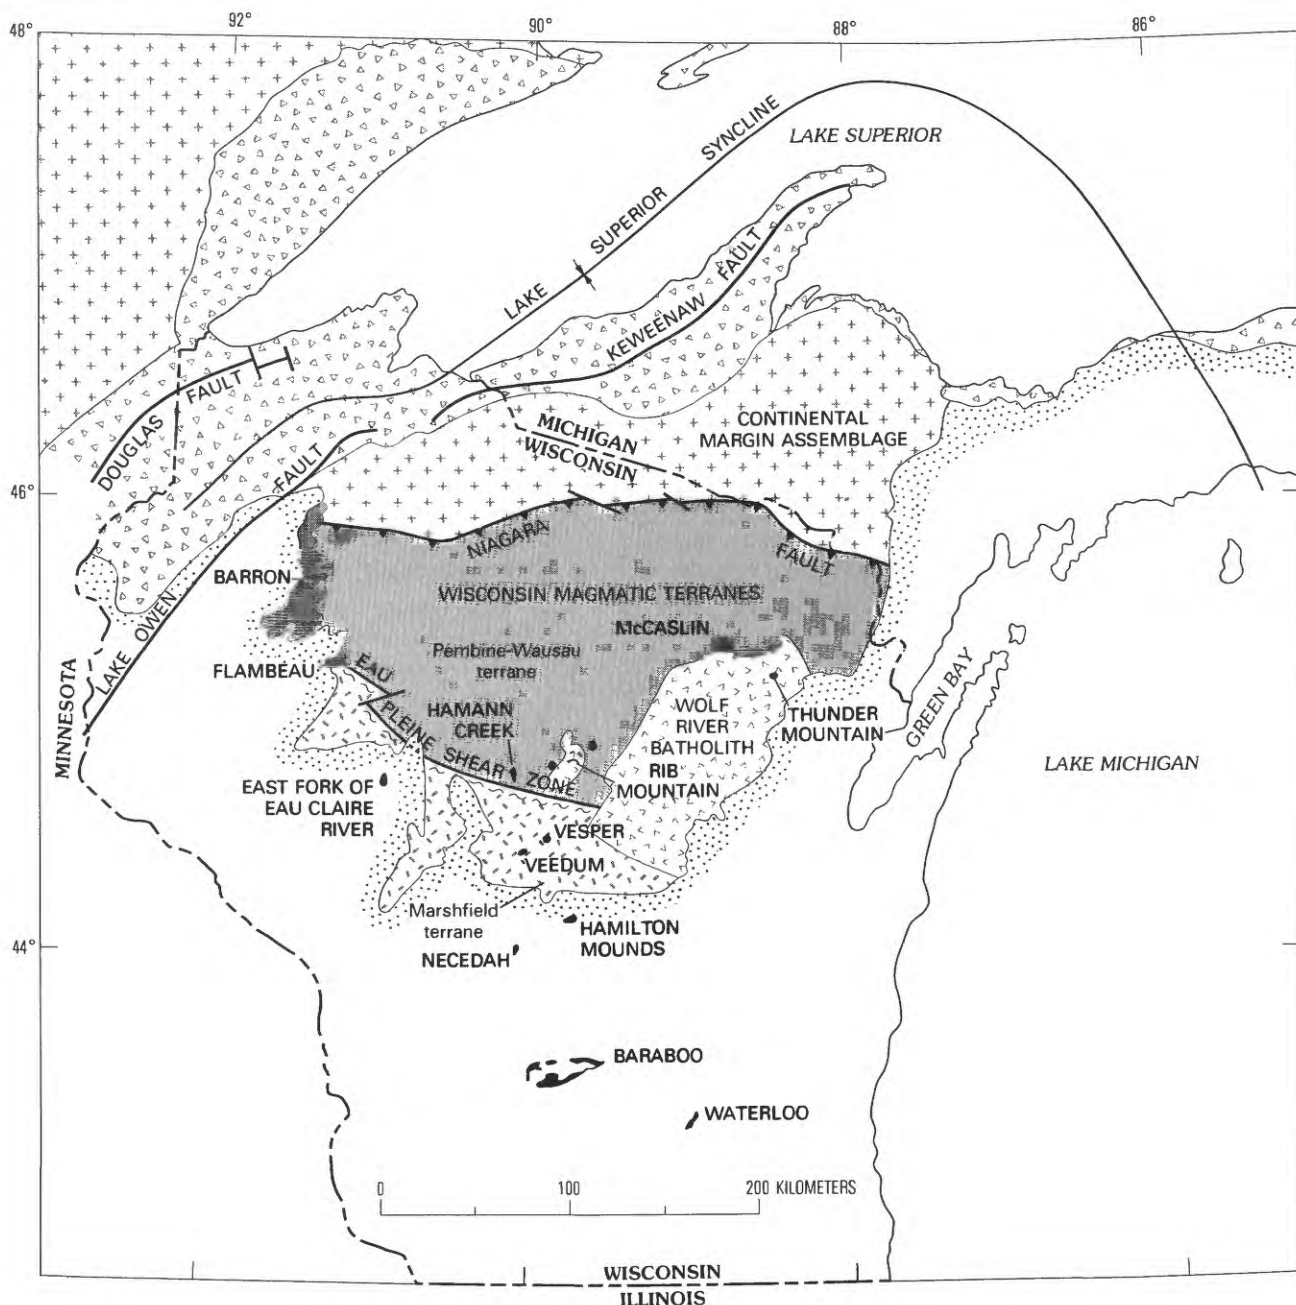 92°
90°
88°
86°
48°
LAKE SUPERIOR
LAKE SUPERIOR SYNCLINE
KEWEENAW FAULT
DOUGLAS FAULT
CONTINENTAL
MARGIN ASSEMBLAGE
MICHIGAN
WISCONSIN
46°
LAKE OWEN FAULT
NIAGARA FAULT
BARRON
WISCONSIN MAGMATIC TERRANES
McCASLIN
Pembine-Wausau
terrane
FLAMBEAU
EAU PLEINE SHEAR ZONE
HAMANN
CREEK
WOLF
RIVER
BATHOLITH
RIB
MOUNTAIN
THUNDER
MOUNTAIN
GREEN BAY
MINNESOTA
LAKE MICHIGAN
EAST FORK OF
EAU CLAIRE
RIVER
VESPER
VEEDUM
Marshfield
terrane
HAMILTON
MOUNDS
44°
NECEDAH
BARABOO
WATERLOO
0 100 200 KILOMETERS
WISCONSIN
ILLINOIS